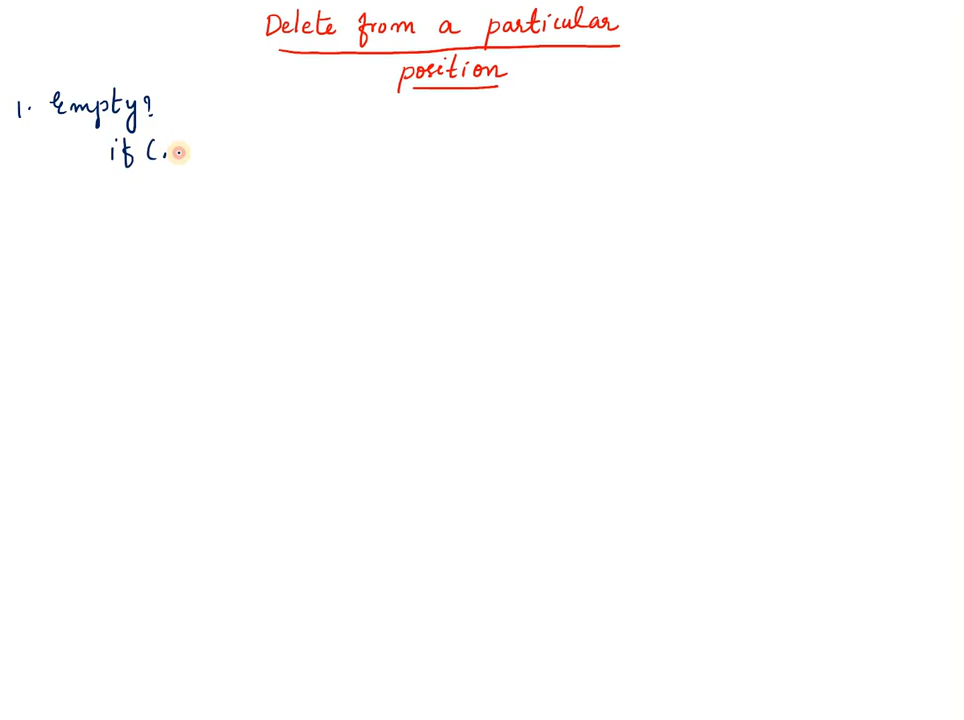 Delete from a particular
position
1. Empty?
if (.